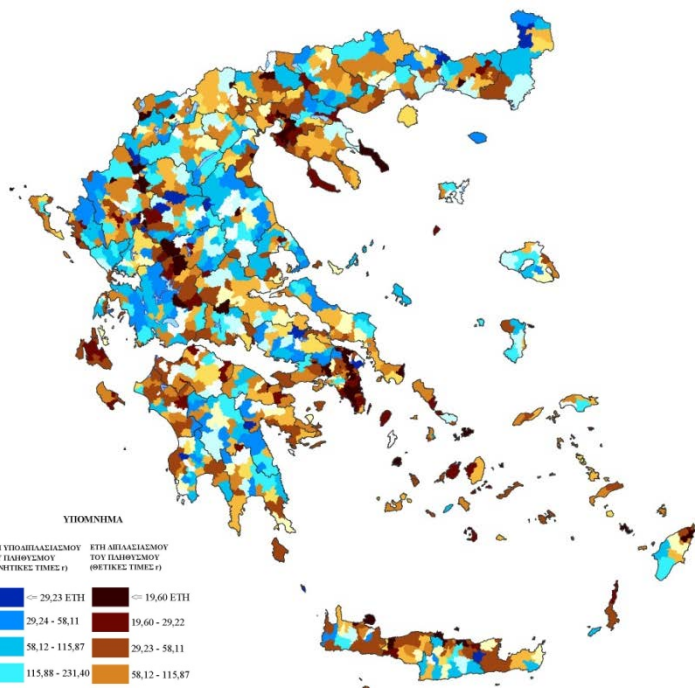 ΥΠΟΜΝΗΜΑ
ΥΠΟΔΙΠΛΑΣΙΑΣΜΟΥ
ΠΛΗΘΥΣΜΟΥ
ΤΙΜΕΣ r)
ΕΤΗ ΔΙΠΛΑΣΙΑΣΜΟΥ
ΤΟΥ ΠΛΗΘΥΣΜΟΥ
(ΘΕΤΙΚΕΣ ΤΙΜΕΣ r)
<= 29,23 ΕΤΗ
<= 19,60 ΕΤΗ
29,24 - 58,11
19,60 - 29,22
58,12 - 115,87
29,23 - 58,11
115,88 - 231,40
58,12 - 115,87